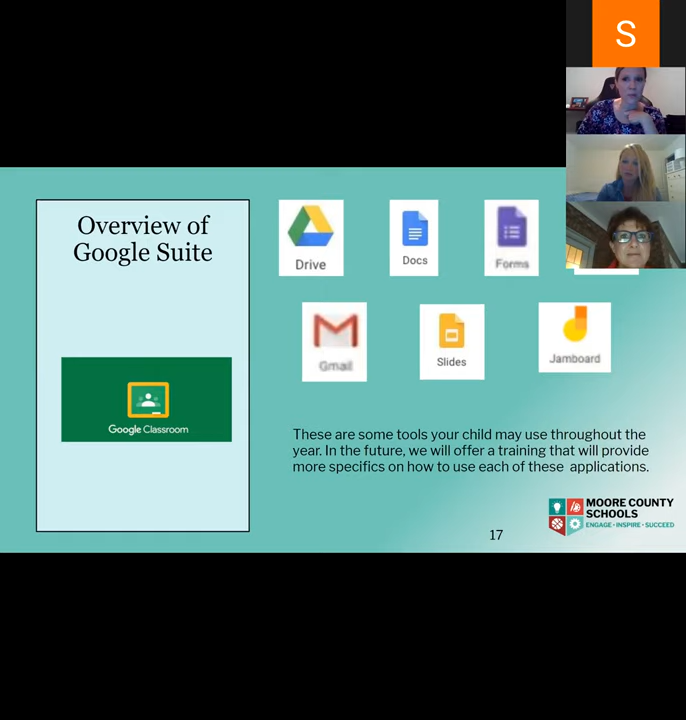 S
Overview of
Google Suite
Google Classroom
Drive
Docs
Forms
Gmail
Slides
Jamboard
These are some tools your child may use throughout the
year. In the future, we will offer a training that will provide
more specifics on how to use each of these applications.
MOORE COUNTY
SCHOOLS
ENGAGE · INSPIRE · SUCCEED
17